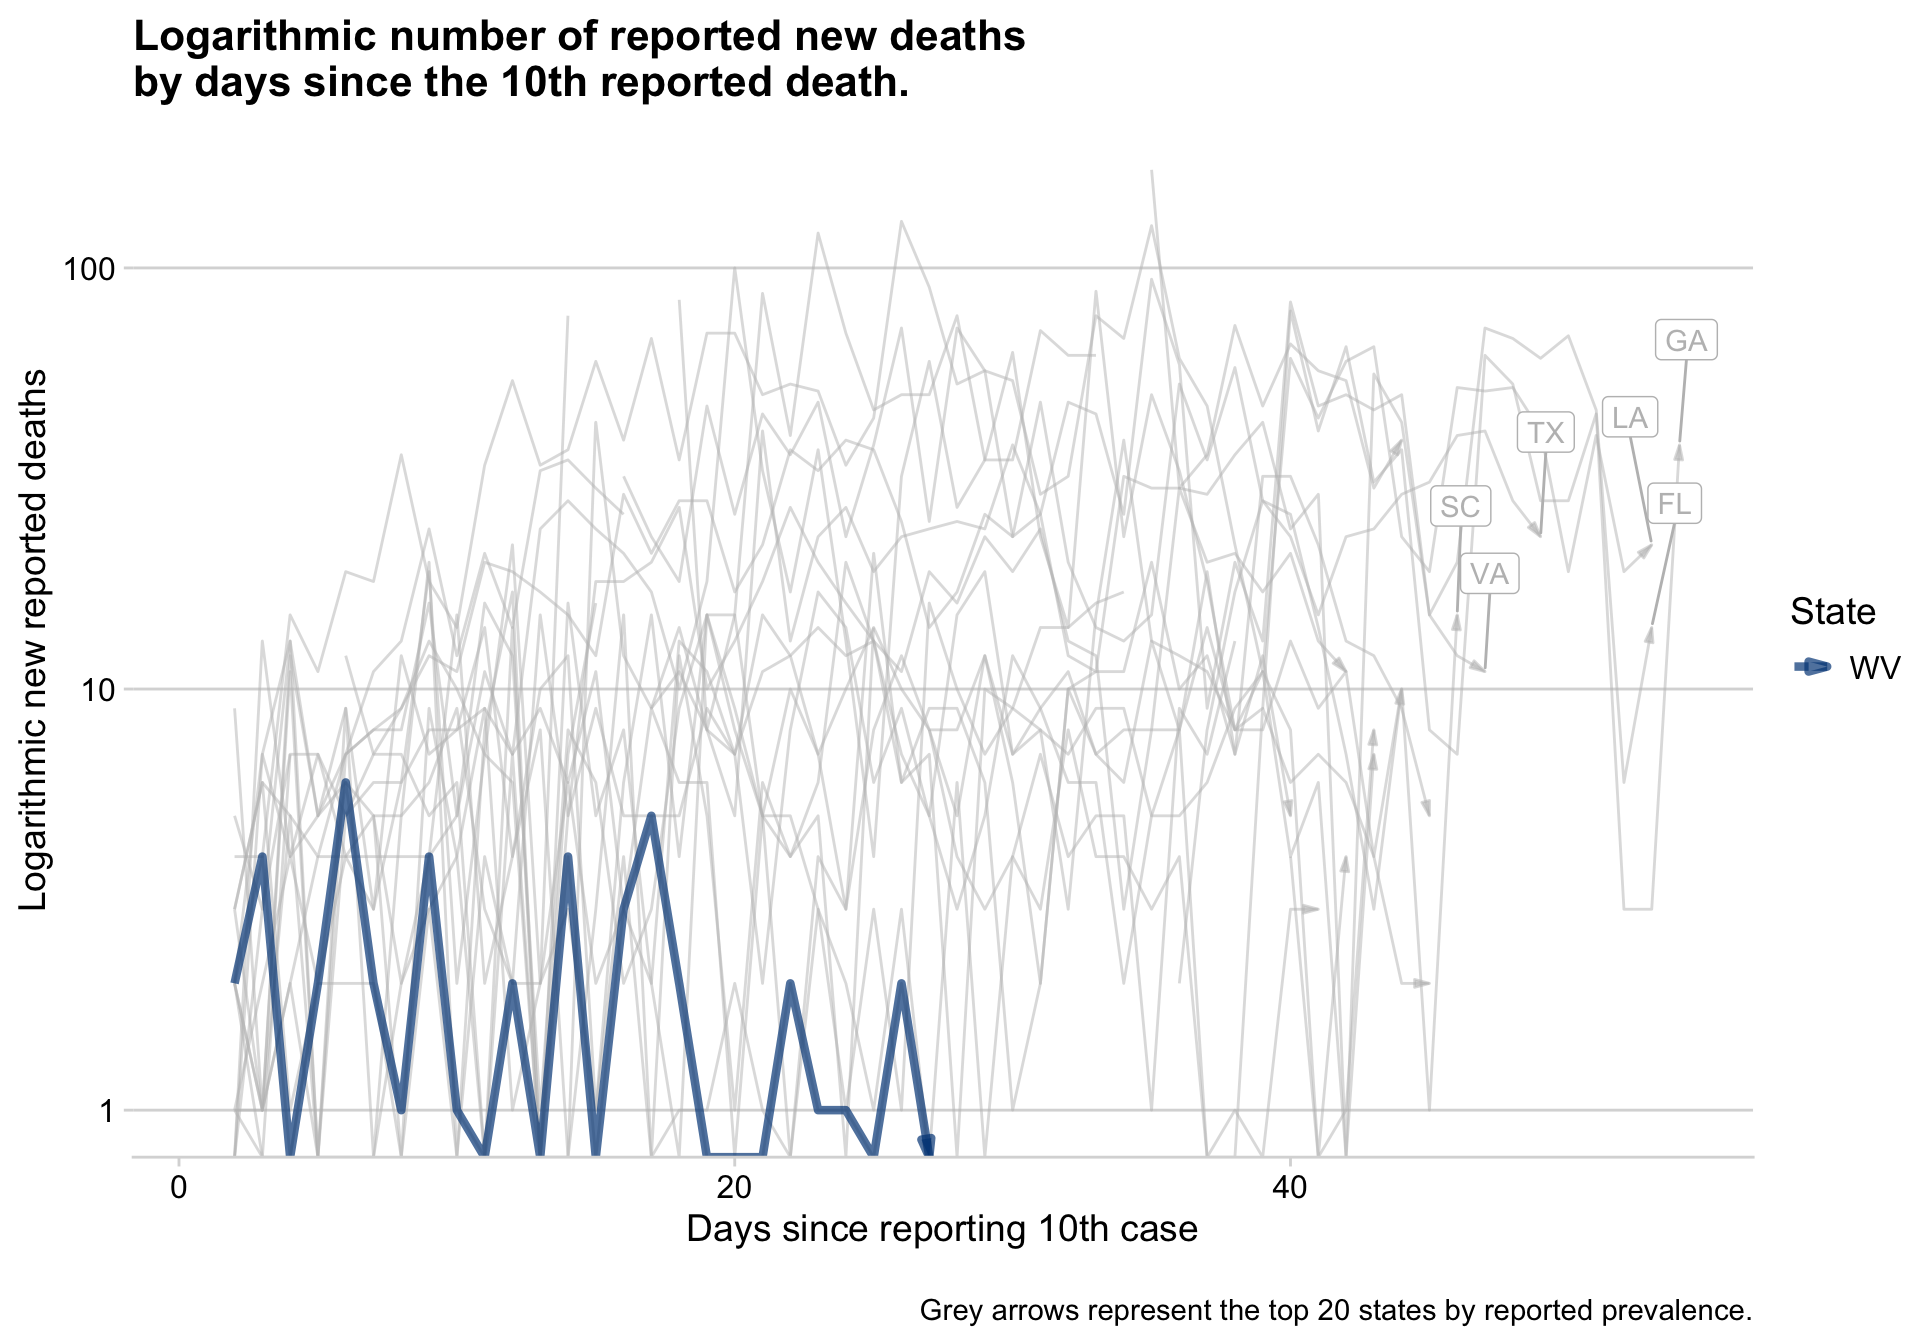 Logarithmic number of reported new deaths
by days since the 10th reported death.
Logarithmic new reported deaths
100
10
1
GA
LA
TX
FL
SC
VA
State
WV
0
20
40
Days since reporting 10th case
Grey arrows represent the top 20 states by reported prevalence.